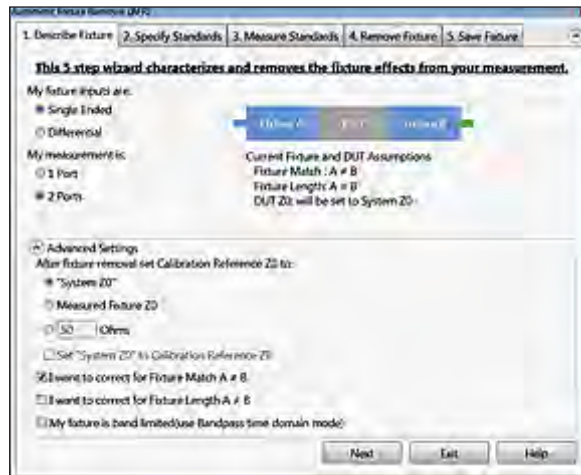 Automatic Fixture Removal (AFR)
1. Describe Fixture 2. Specify Standards 3. Measure Standards 4. Remove Fixture 5. Save Fixture
This 5 step wizard characterizes and removes the fixture effects from your measurement.
My fixture inputs are:
Single Ended
Differential
My measurement is:
1 Port
2 Ports
Fixture A DUT Fixture B
Current Fixture and DUT Assumptions
Fixture Match : A ≠ B
Fixture Length: A = B
DUT Z0: will be set to System Z0
Advanced Settings
After fixture removal set Calibration Reference Z0 to:
"System Z0"
Measured Fixture Z0
50 Ohms
Set "System Z0" to Calibration Reference Z0
I want to correct for Fixture Match A ≠ B
I want to correct for Fixture Length A ≠ B
My fixture is band limited(use Bandpass time domain mode)
Next Exit Help